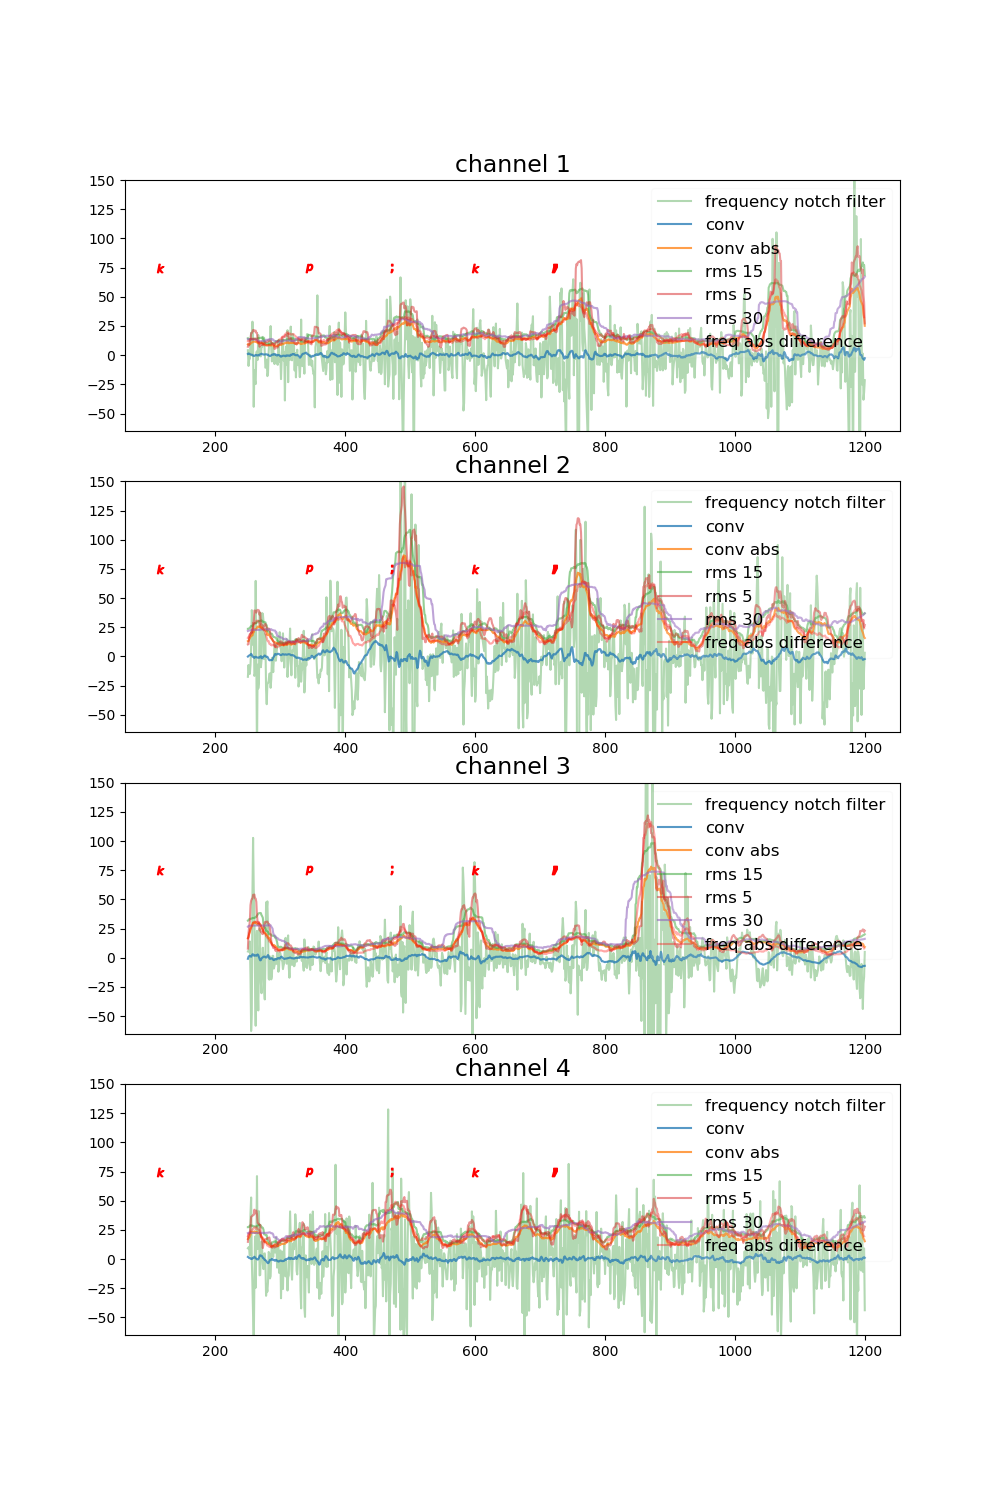 channel 1
150
125
100
75
50
25
0
−25
−50
k p ; k
frequency notch filter
conv
conv abs
rms 15
rms 5
rms 30
freq abs difference
200 400 600 800 1000 1200
channel 2
150
125
100
75
50
25
0
−25
−50
k p ; k
frequency notch filter
conv
conv abs
rms 15
rms 5
rms 30
freq abs difference
200 400 600 800 1000 1200
channel 3
150
125
100
75
50
25
0
−25
−50
k p ; k
frequency notch filter
conv
conv abs
rms 15
rms 5
rms 30
freq abs difference
200 400 600 800 1000 1200
channel 4
150
125
100
75
50
25
0
−25
−50
k p ; k
frequency notch filter
conv
conv abs
rms 15
rms 5
rms 30
freq abs difference
200 400 600 800 1000 1200